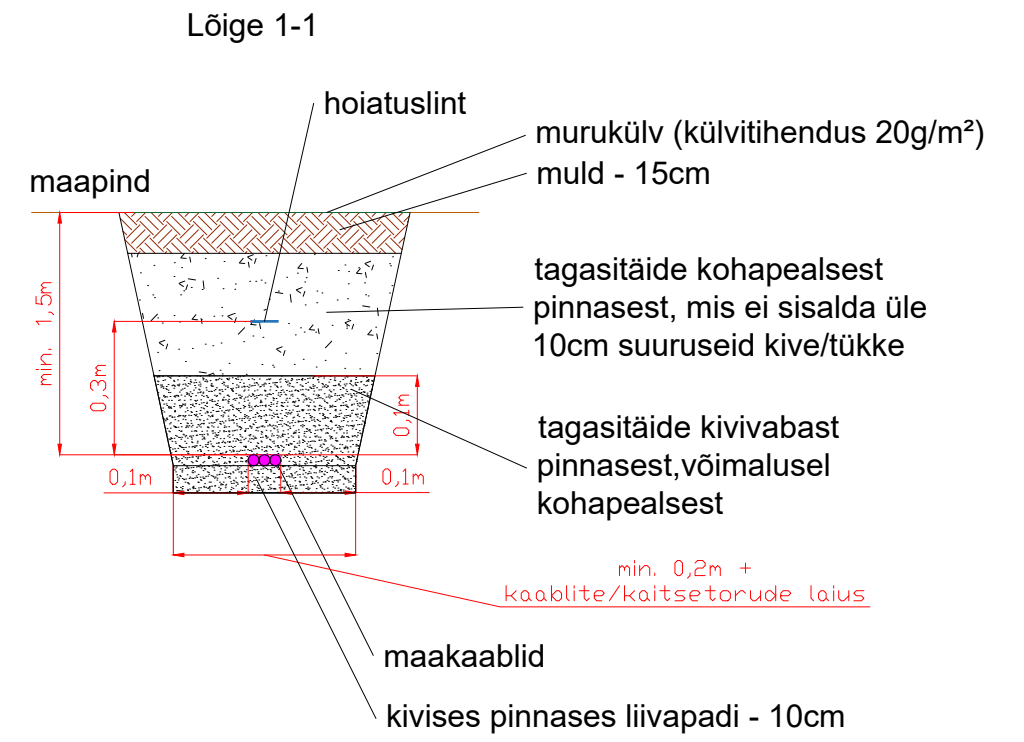 Lõige 1-1
hoiatuslint
murukülv (külvitihendus 20g/m²)
muld - 15cm
maapind
tagasitäide kohapealsest
pinnasest, mis ei sisalda üle
10cm suuruseid kive/tükke
min. 1,5m
0,3m
0,1m
tagasitäide kivivabast
pinnasest,võimalusel
kohapealsest
0,1m
0,1m
min. 0,2m +
kaablite/kaitsetorude laius
maakaablid
kivises pinnases liivapadi - 10cm